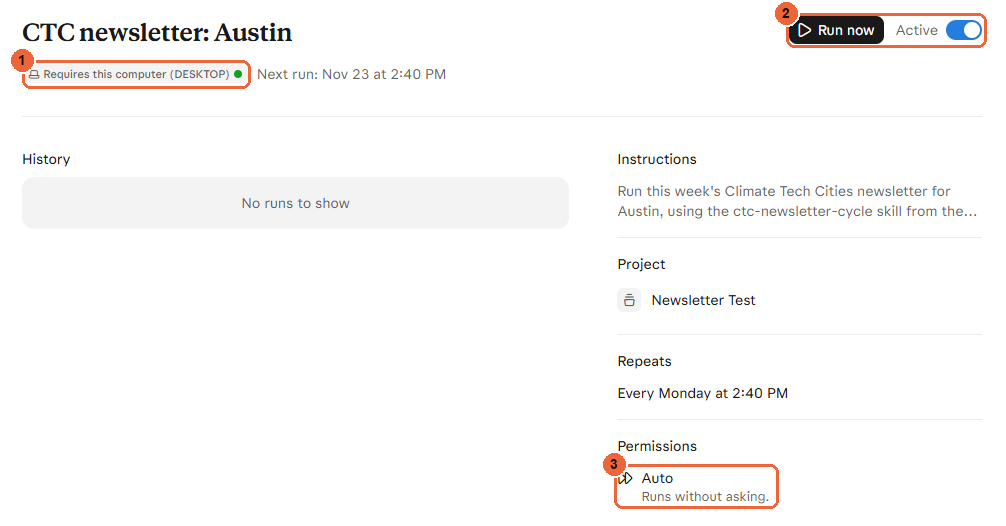 CTC newsletter: Austin
2
Run now
Active
1
Requires this computer (DESKTOP)
Next run: Nov 23 at 2:40 PM
History
No runs to show
Instructions
Run this week's Climate Tech Cities newsletter for
Austin, using the ctc-newsletter-cycle skill from the...
Project
Newsletter Test
Repeats
Every Monday at 2:40 PM
Permissions
3
Auto
Runs without asking.